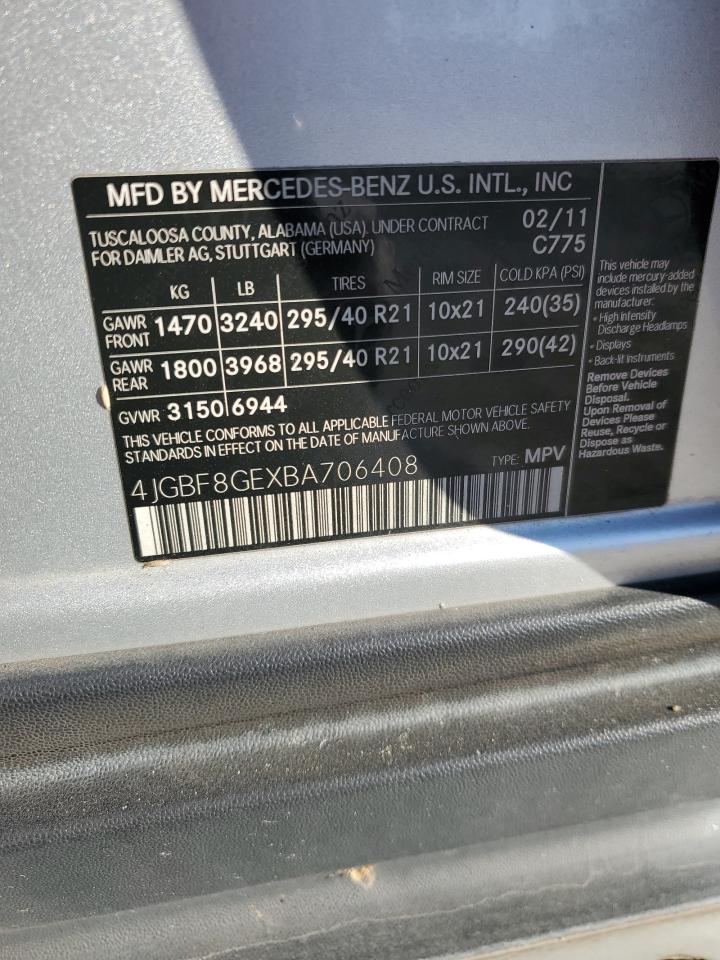 MFD BY MERCEDES-BENZ U.S. INTL., INC
TUSCALOOSA COUNTY, ALABAMA (USA). UNDER CONTRACT 02/11
FOR DAIMLER AG, STUTTGART (GERMANY) C775
KG LB TIRES RIM SIZE COLD KPA (PSI)
GAWR FRONT 1470 3240 295/40 R21 10x21 240(35)
GAWR REAR 1800 3968 295/40 R21 10x21 290(42)
GVWR 3150 6944
THIS VEHICLE CONFORMS TO ALL APPLICABLE FEDERAL MOTOR VEHICLE SAFETY
STANDARDS IN EFFECT ON THE DATE OF MANUFACTURE SHOWN ABOVE.
4JGBF8GEXBA706408 TYPE: MPV
This vehicle may
include mercury-added
devices installed by the
manufacturer:
• High Intensity
Discharge Headlamps
• Displays
• Back-lit Instruments
Remove Devices
Before Vehicle
Disposal.
Upon Removal of
Devices Please
Reuse, Recycle or
Dispose as
Hazardous Waste.